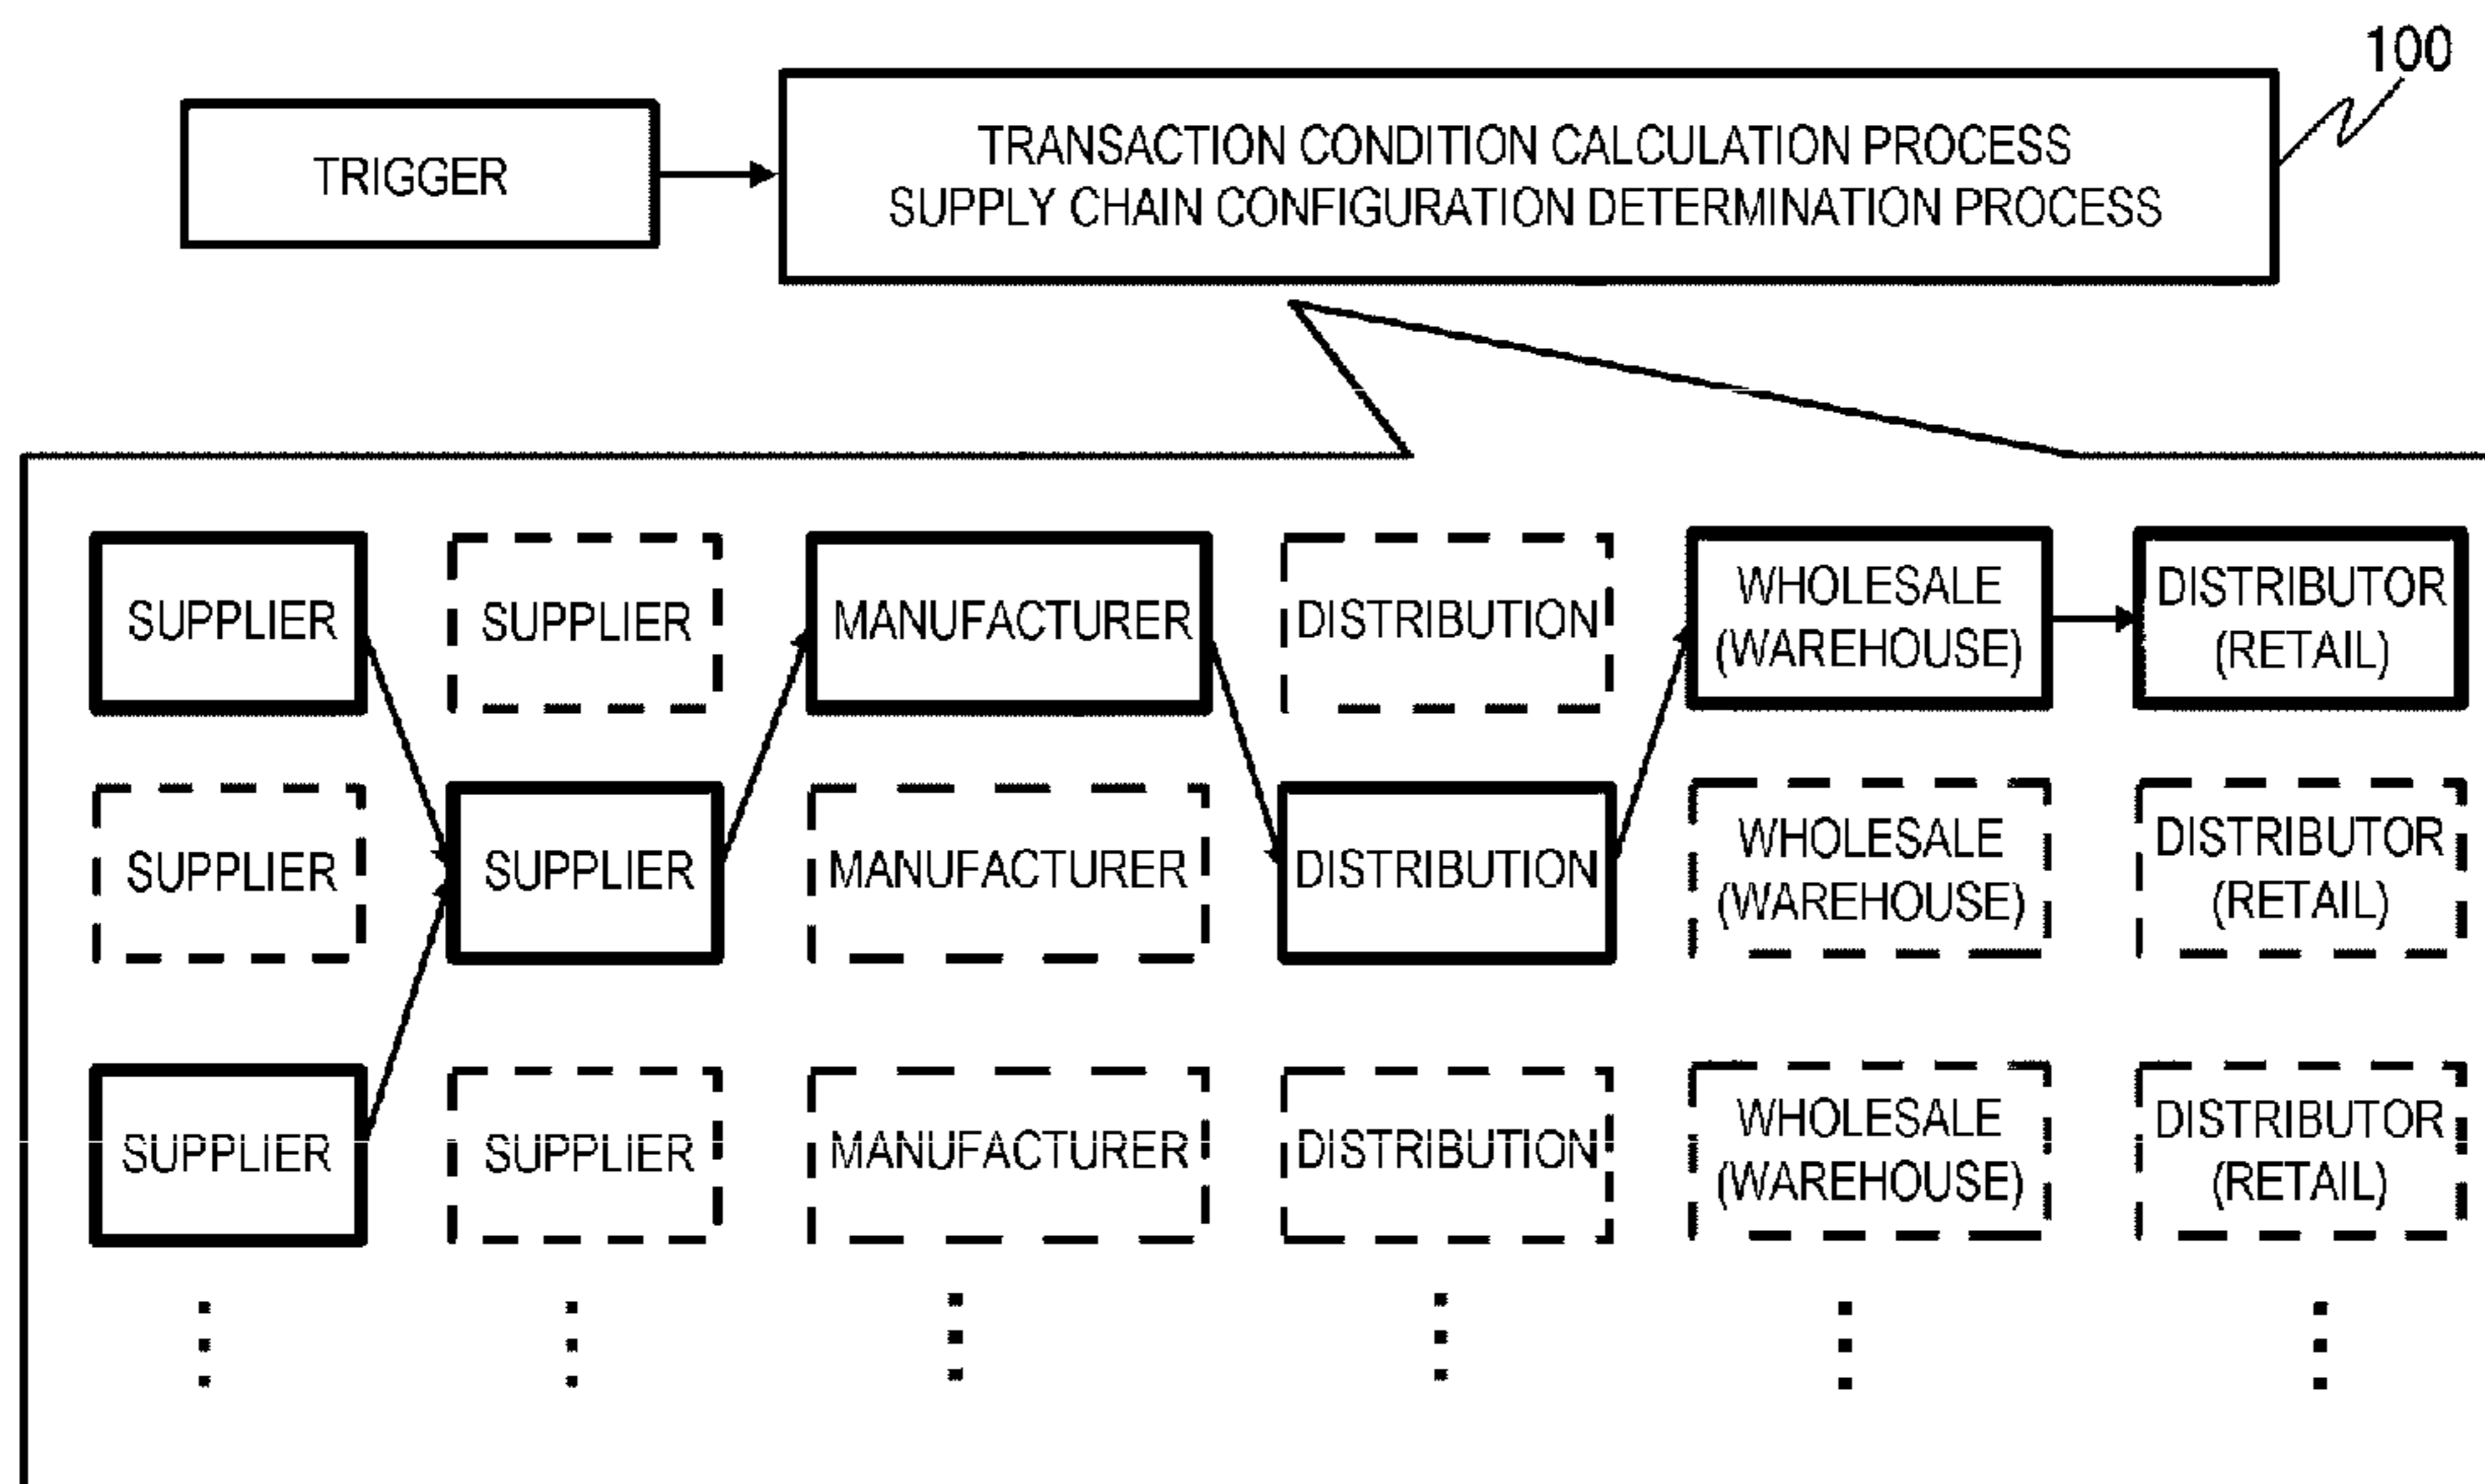 100
TRIGGER
TRANSACTION CONDITION CALCULATION PROCESS
SUPPLY CHAIN CONFIGURATION DETERMINATION PROCESS
SUPPLIER
SUPPLIER
MANUFACTURER
DISTRIBUTION
WHOLESALE
(WAREHOUSE)
DISTRIBUTOR
(RETAIL)
SUPPLIER
SUPPLIER
MANUFACTURER
DISTRIBUTION
WHOLESALE
(WAREHOUSE)
DISTRIBUTOR
(RETAIL)
SUPPLIER
SUPPLIER
MANUFACTURER
DISTRIBUTION
WHOLESALE
(WAREHOUSE)
DISTRIBUTOR
(RETAIL)